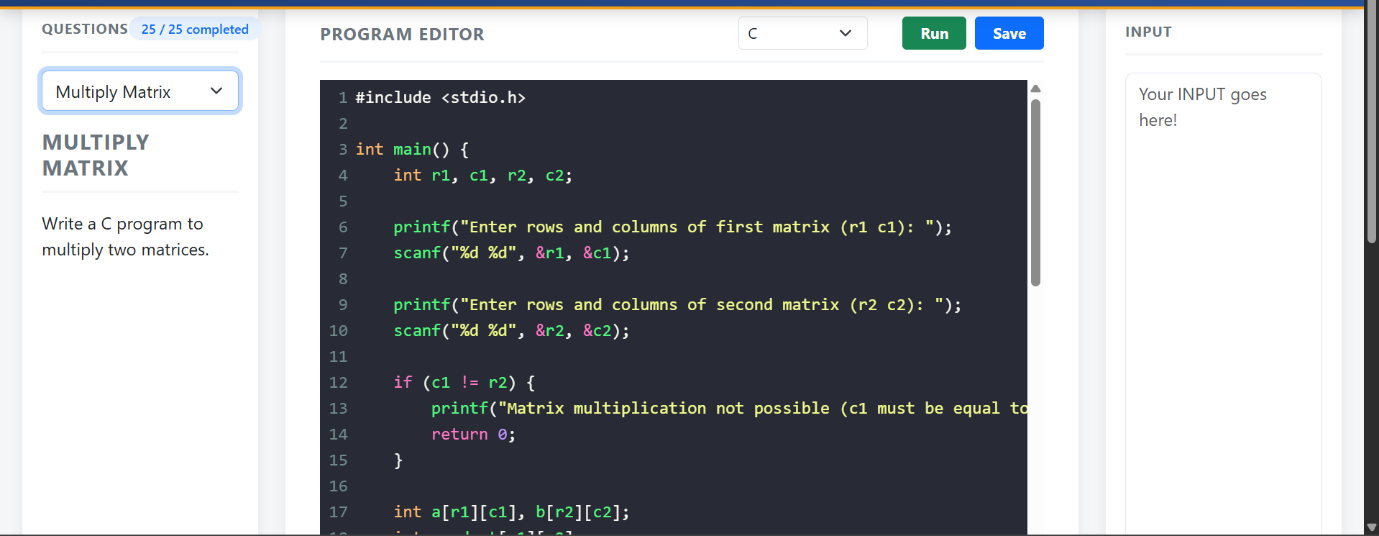 QUESTIONS 25 / 25 completed
Multiply Matrix
MULTIPLY
MATRIX
Write a C program to
multiply two matrices.
PROGRAM EDITOR C Run Save
1 #include <stdio.h>
2
3 int main() {
4     int r1, c1, r2, c2;
5
6     printf("Enter rows and columns of first matrix (r1 c1): ");
7     scanf("%d %d", &r1, &c1);
8
9     printf("Enter rows and columns of second matrix (r2 c2): ");
10     scanf("%d %d", &r2, &c2);
11
12     if (c1 != r2) {
13         printf("Matrix multiplication not possible (c1 must be equal to
14         return 0;
15     }
16
17     int a[r1][c1], b[r2][c2];
INPUT
Your INPUT goes
here!